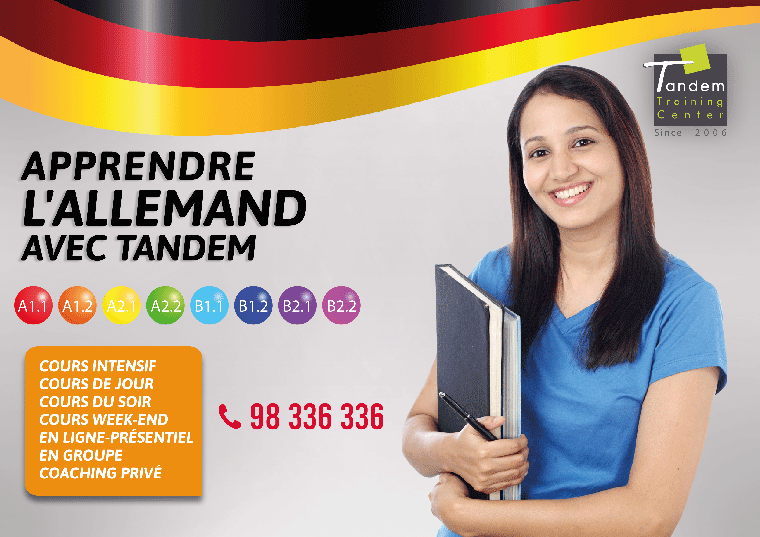 Tandem
Training
Center
Since 2006
APPRENDRE
L'ALLEMAND
AVEC TANDEM
A1.1 A1.2 A2.1 A2.2 B1.1 B1.2 B2.1 B2.2
COURS INTENSIF
COURS DE JOUR
COURS DU SOIR
COURS WEEK-END
EN LIGNE-PRÉSENTIEL
EN GROUPE
COACHING PRIVÉ
98 336 336